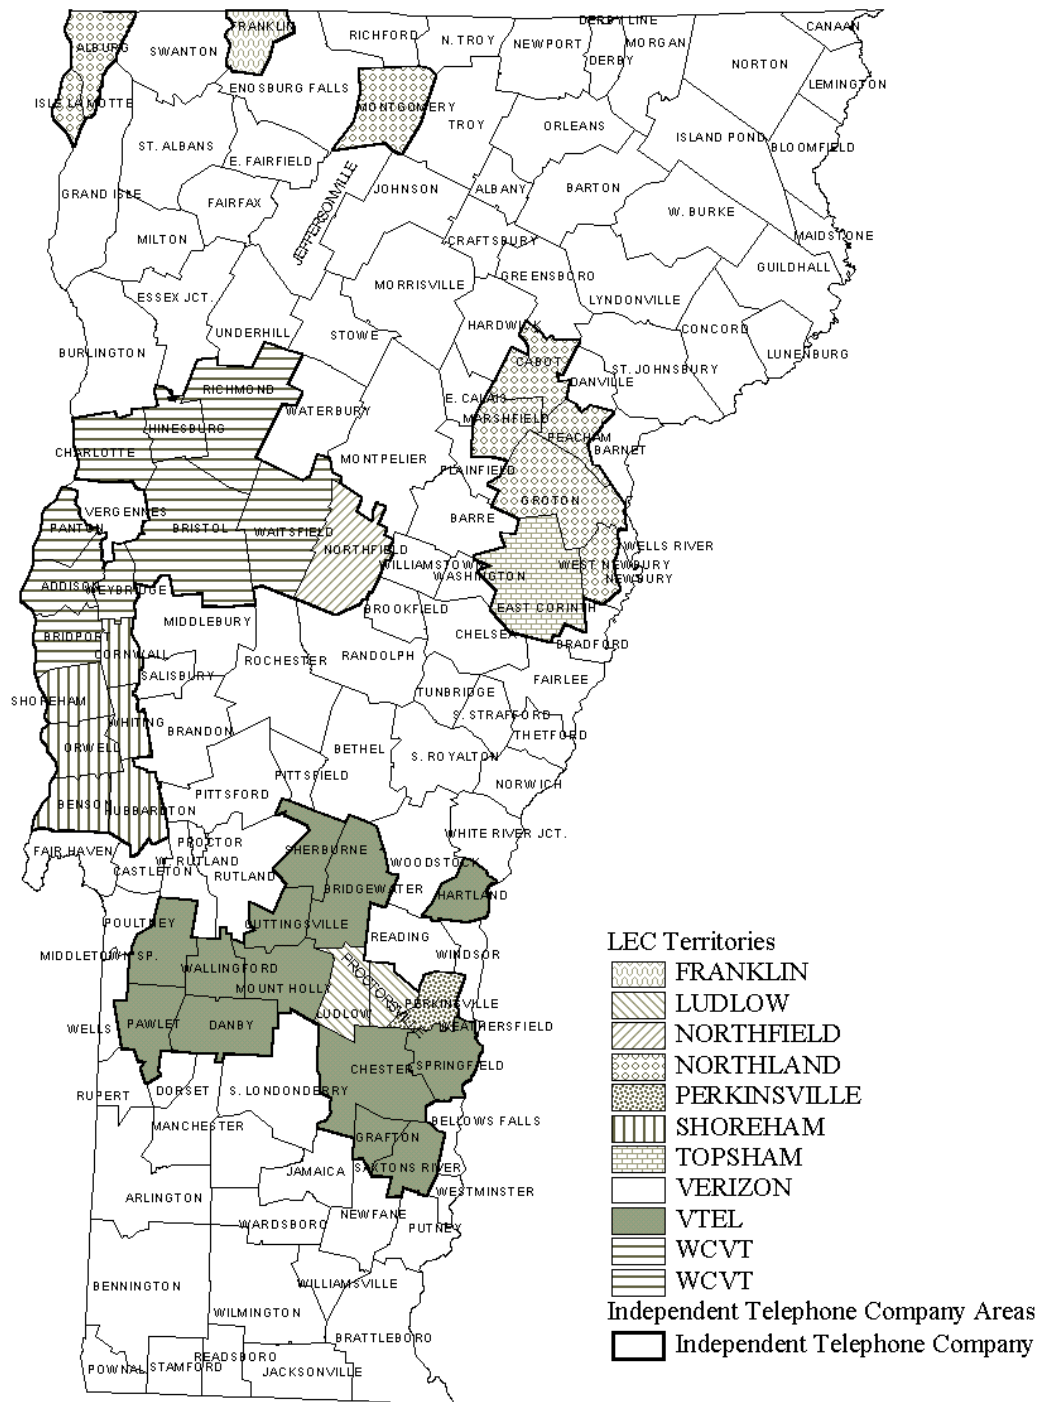 DERBY LINE
CANAAN
FRANKLIN
RICHFORD
N. TROY
NEWPORT
MORGAN
ALBURG
SWANTON
DERBY
NORTON
LEMINGTON
ENOSBURG FALLS
ISLE LA MOTTE
MONTGOMERY
TROY
ORLEANS
ISLAND POND
BLOOMFIELD
ST. ALBANS
E. FAIRFIELD
GRAND ISLE
FAIRFAX
JEFFERSONVILLE
JOHNSON
ALBANY
BARTON
W. BURKE
MILTON
CRAFTSBURY
MAIDSTONE
GUILDHALL
ESSEX JCT.
MORRISVILLE
GREENSBORO
LYNDONVILLE
UNDERHILL
STOWE
HARDWICK
CONCORD
BURLINGTON
CABOT
LUNENBURG
ST. JOHNSBURY
RICHMOND
DANVILLE
WATERBURY
E. CALAIS
MARSHFIELD
HINESBURG
PEACHAM
CHARLOTTE
MONTPELIER
PLAINFIELD
BARNET
VERGENNES
GROTON
PANTON
BRISTOL
WAITSFIELD
BARRE
NORTHFIELD
WELLS RIVER
WILLIAMSTOWN
WEST NEWBURY
WASHINGTON
NEWBURY
ADDISON
WEYBRIDGE
MIDDLEBURY
BROOKFIELD
EAST CORINTH
BRIDPORT
CHELSEA
BRADFORD
CORNWALL
ROCHESTER
RANDOLPH
SALISBURY
FAIRLEE
SHOREHAM
TUNBRIDGE
WHITING
S. STRAFFORD
BRANDON
THETFORD
ORWELL
BETHEL
S. ROYALTON
PITTSFIELD
NORWICH
PITTSFORD
BENSON
HUBBARDTON
WHITE RIVER JCT.
PROCTOR
FAIR HAVEN
SHERBURNE
W. RUTLAND
WOODSTOCK
CASTLETON
RUTLAND
BRIDGEWATER
HARTLAND
POULTNEY
CUTTINGSVILLE
READING
LEC Territories
MIDDLETOWN SP.
WINDSOR
WALLINGFORD
PROCTORSVILLE
FRANKLIN
MOUNT HOLLY
PERKINSVILLE
LUDLOW
LUDLOW
PAWLET
DANBY
WELLS
WEATHERSFIELD
NORTHFIELD
CHESTER
SPRINGFIELD
NORTHLAND
DORSET
S. LONDONDERRY
RUPERT
PERKINSVILLE
MANCHESTER
BELLOWS FALLS
SHOREHAM
GRAFTON
TOPSHAM
JAMAICA
SAXTONS RIVER
ARLINGTON
WESTMINSTER
VERIZON
NEWFANE
WARDSBORO
PUTNEY
VTEL
WCVT
BENNINGTON
WILLIAMSVILLE
WCVT
WILMINGTON
Independent Telephone Company Areas
BRATTLEBORO
Independent Telephone Company
READSBORO
POWNAL
STAMFORD
JACKSONVILLE